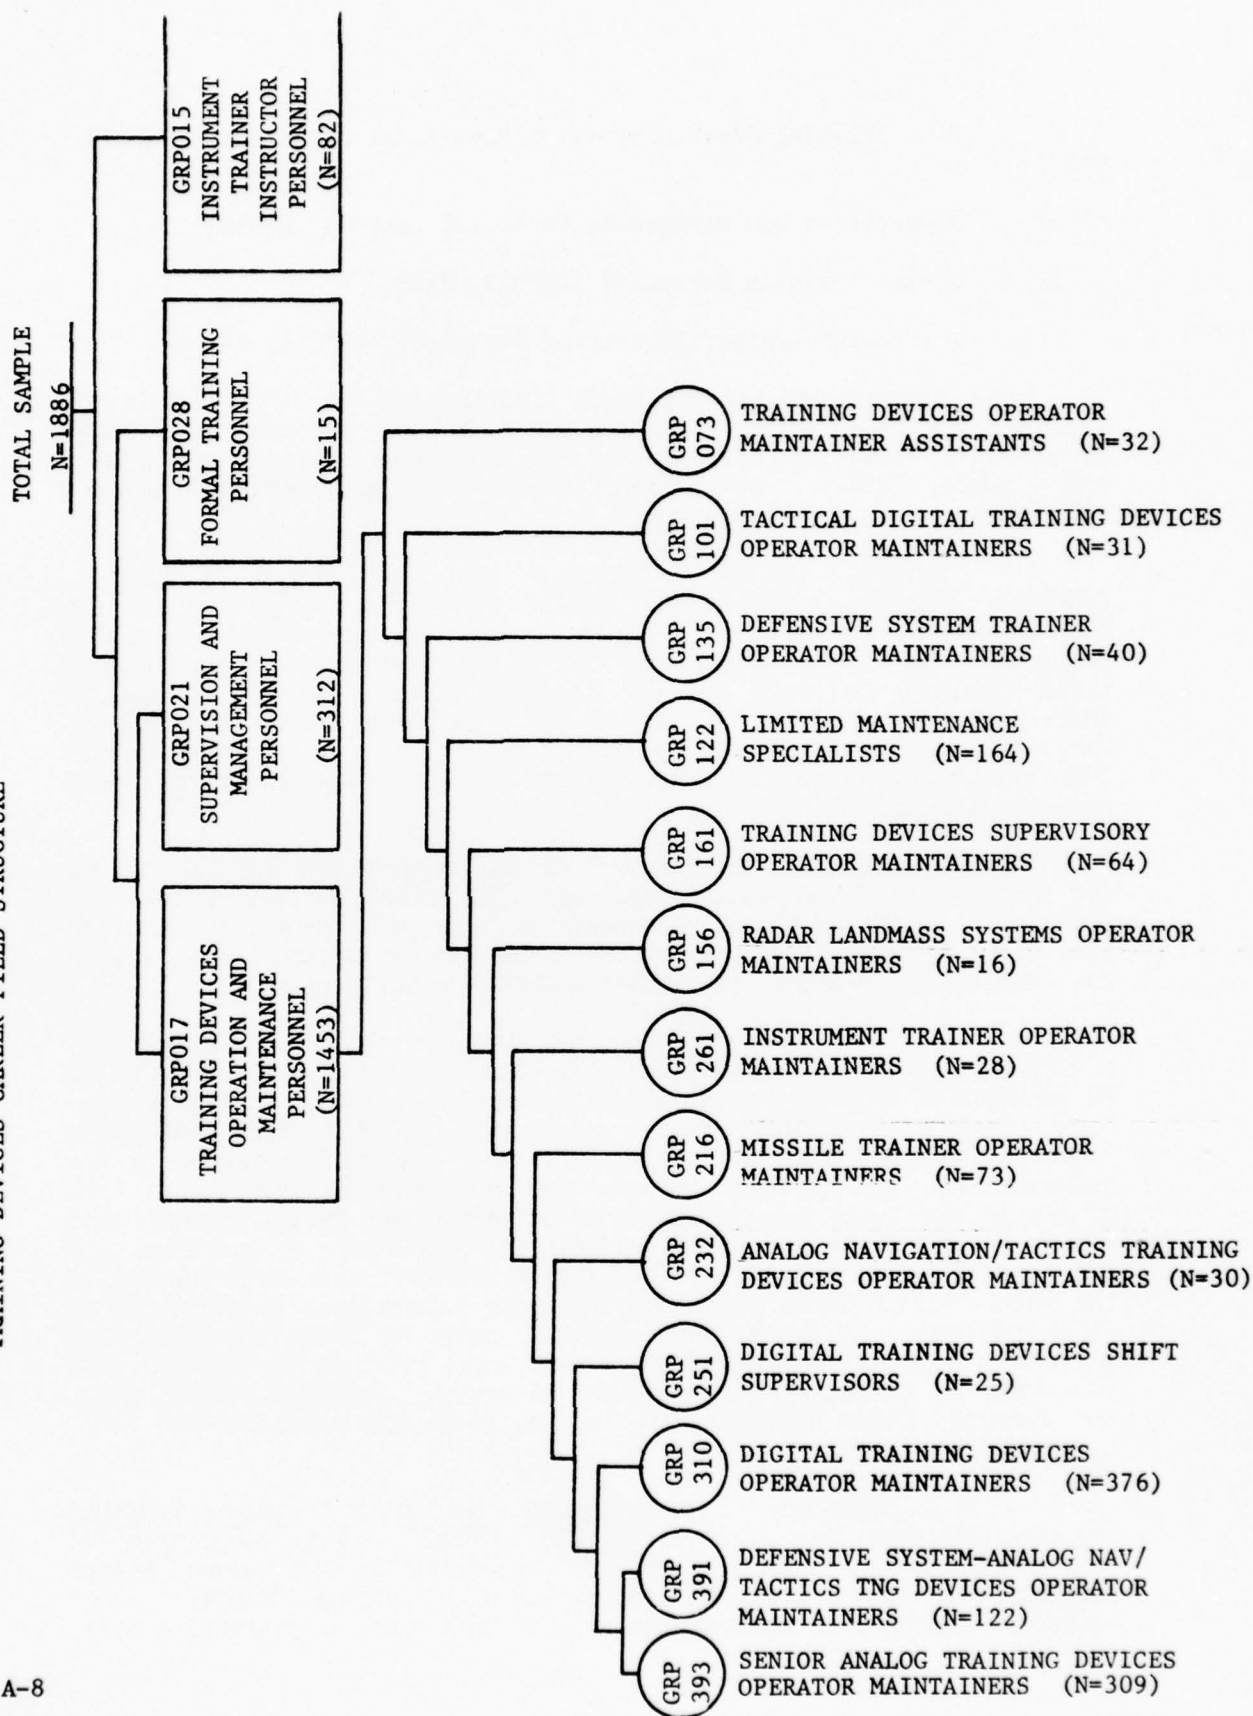 TRAINING DEVICES CAREER FIELD STRUCTURE
TOTAL SAMPLE
N=1886
GRP017
TRAINING DEVICES
OPERATION AND
MAINTENANCE
PERSONNEL
(N=1453)
GRP021
SUPERVISION AND
MANAGEMENT
PERSONNEL
(N=312)
GRP028
FORMAL TRAINING
PERSONNEL
(N=15)
GRP015
INSTRUMENT
TRAINER
INSTRUCTOR
PERSONNEL
(N=82)
GRP
073
TRAINING DEVICES OPERATOR
MAINTAINER ASSISTANTS (N=32)
GRP
101
TACTICAL DIGITAL TRAINING DEVICES
OPERATOR MAINTAINERS (N=31)
GRP
135
DEFENSIVE SYSTEM TRAINER
OPERATOR MAINTAINERS (N=40)
GRP
122
LIMITED MAINTENANCE
SPECIALISTS (N=164)
GRP
161
TRAINING DEVICES SUPERVISORY
OPERATOR MAINTAINERS (N=64)
GRP
156
RADAR LANDMASS SYSTEMS OPERATOR
MAINTAINERS (N=16)
GRP
261
INSTRUMENT TRAINER OPERATOR
MAINTAINERS (N=28)
GRP
216
MISSILE TRAINER OPERATOR
MAINTAINERS (N=73)
GRP
232
ANALOG NAVIGATION/TACTICS TRAINING
DEVICES OPERATOR MAINTAINERS (N=30)
GRP
251
DIGITAL TRAINING DEVICES SHIFT
SUPERVISORS (N=25)
GRP
310
DIGITAL TRAINING DEVICES
OPERATOR MAINTAINERS (N=376)
GRP
391
DEFENSIVE SYSTEM-ANALOG NAV/
TACTICS TNG DEVICES OPERATOR
MAINTAINERS (N=122)
GRP
393
SENIOR ANALOG TRAINING DEVICES
OPERATOR MAINTAINERS (N=309)
A-8